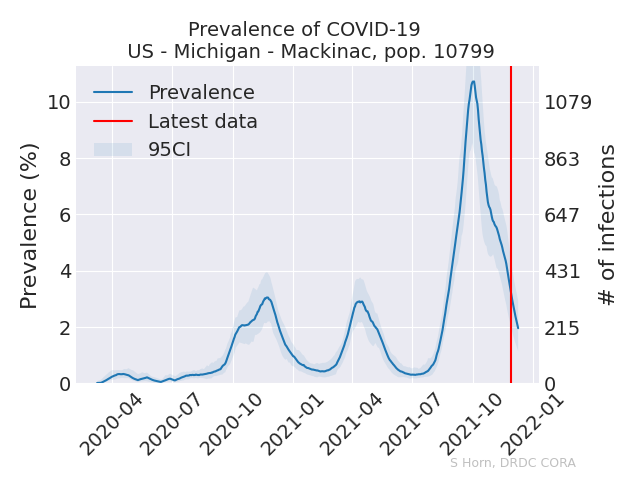 Prevalence of COVID-19
US - Michigan - Mackinac, pop. 10799
Prevalence
Latest data
95CI
Prevalence (%)
10
8
6
4
2
0
1079
863
647
431
215
0
# of infections
2020-04
2020-07
2020-10
2021-01
2021-04
2021-07
2021-10
2022-01
S Horn, DRDC CORA